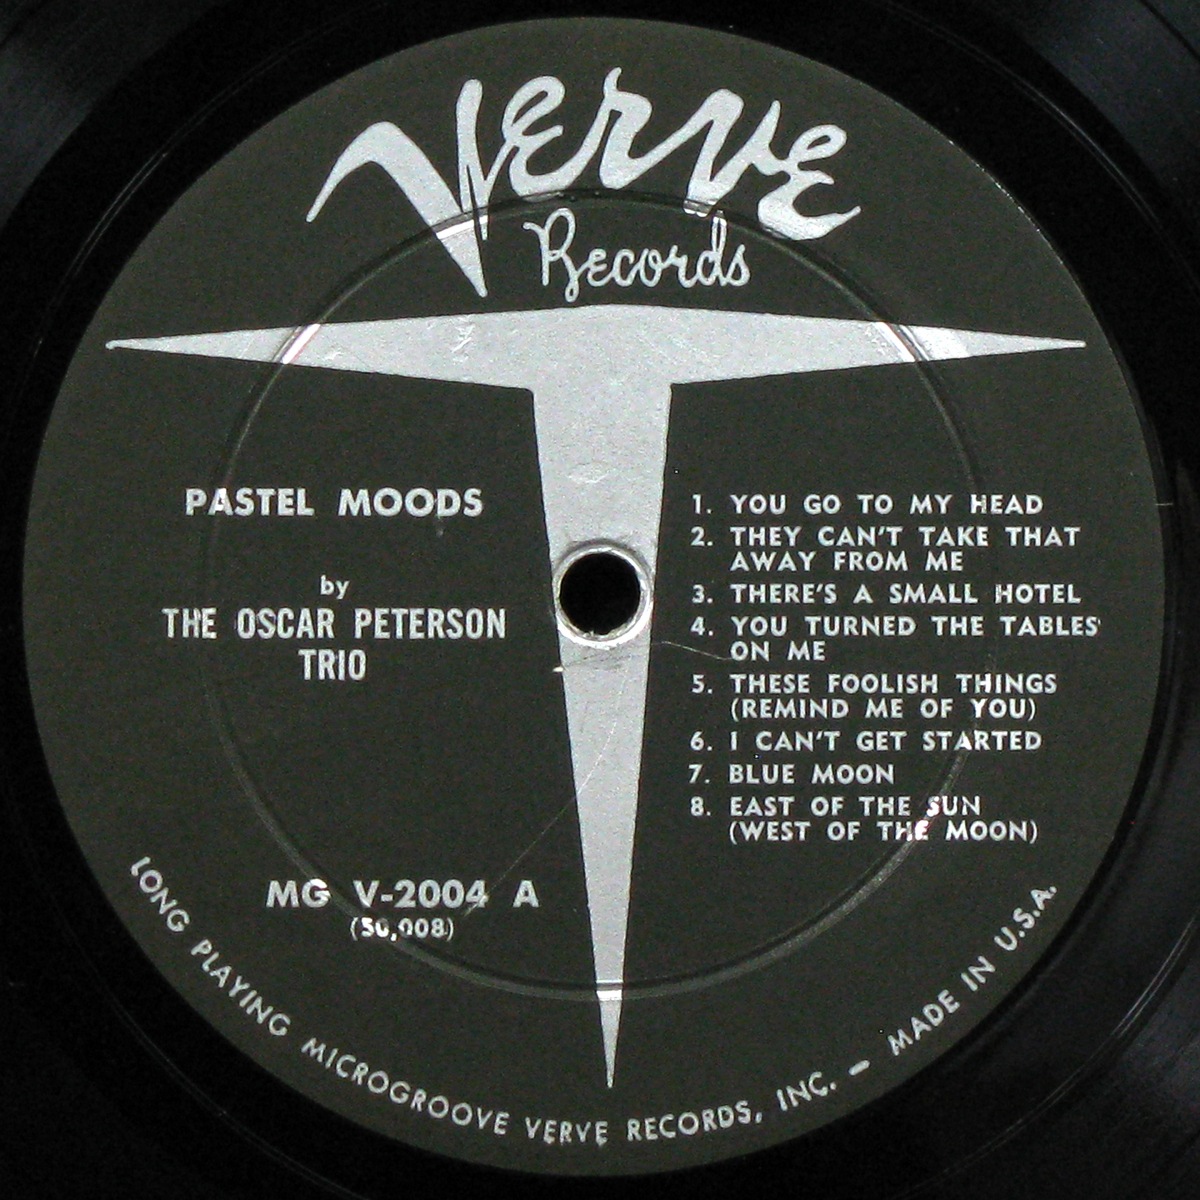 Verve
Records
PASTEL MOODS
by
THE OSCAR PETERSON
TRIO
1. YOU GO TO MY HEAD
2. THEY CAN'T TAKE THAT
AWAY FROM ME
3. THERE'S A SMALL HOTEL
4. YOU TURNED THE TABLES
ON ME
5. THESE FOOLISH THINGS
(REMIND ME OF YOU)
6. I CAN'T GET STARTED
7. BLUE MOON
8. EAST OF THE SUN
(WEST OF THE MOON)
MG V-2004 A
(50,008)
LONG PLAYING MICROGROOVE VERVE RECORDS, INC. – MADE IN U.S.A.